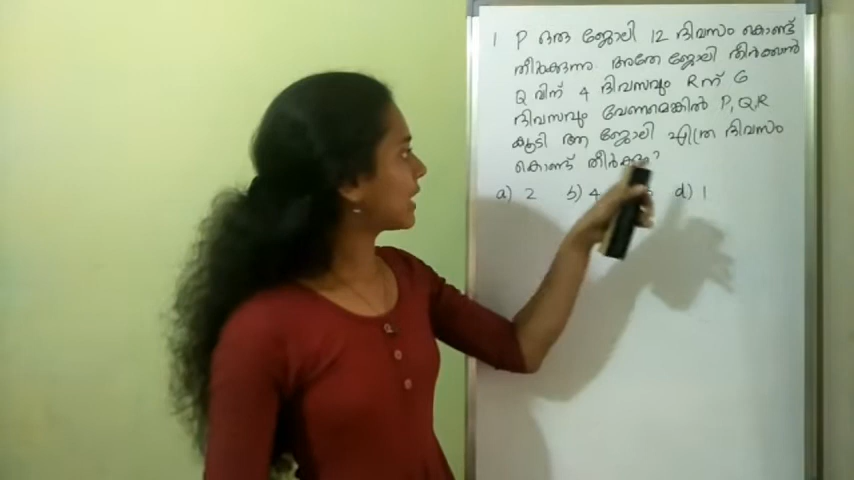 1 P ഒരു ജോലി 12 ദിവസം കൊണ്ട്
തീർക്കുന്നു. അതേ ജോലി തീർക്കാൻ
Q വിന് 4 ദിവസവും R ന് 6
ദിവസവും വേണമെങ്കിൽ P, Q, R
കൂടി ആ ജോലി എത്ര ദിവസം
കൊണ്ട് തീർക്കും?
a) 2 b) 4 d) 1